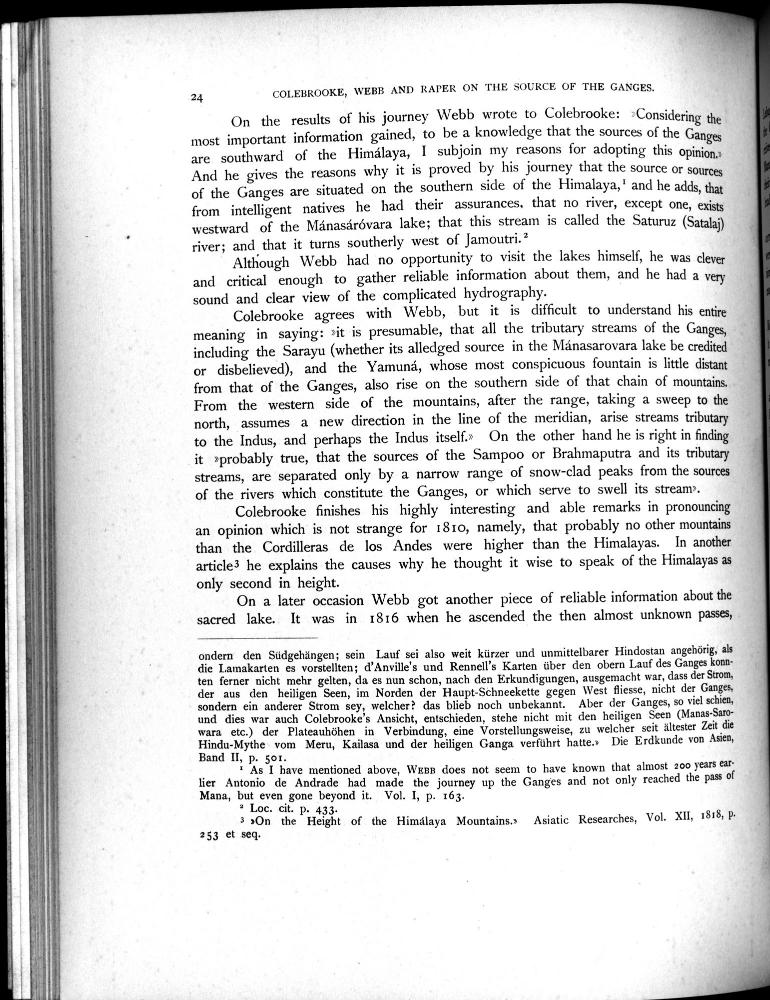 24
COLEBROOKE, WEBB AND RAPER ON THE SOURCE OF THE GANGES.
On the results of his journey Webb wrote to Colebrooke: »Considering the
most important information gained, to be a knowledge that the sources of the Ganges
are southward of the Himálaya, I subjoin my reasons for adopting this opinion.»
And he gives the reasons why it is proved by his journey that the source or sources
of the Ganges are situated on the southern side of the Himalaya,¹ and he adds, that
from intelligent natives he had their assurances, that no river, except one, exists
westward of the Mánasáróvara lake; that this stream is called the Saturuz (Satalaj)
river; and that it turns southerly west of Jamoutri.²
Although Webb had no opportunity to visit the lakes himself, he was clever
and critical enough to gather reliable information about them, and he had a very
sound and clear view of the complicated hydrography.
Colebrooke agrees with Webb, but it is difficult to understand his entire
meaning in saying: »it is presumable, that all the tributary streams of the Ganges,
including the Sarayu (whether its alledged source in the Mánasarovara lake be credited
or disbelieved), and the Yamuná, whose most conspicuous fountain is little distant
from that of the Ganges, also rise on the southern side of that chain of mountains.
From the western side of the mountains, after the range, taking a sweep to the
north, assumes a new direction in the line of the meridian, arise streams tributary
to the Indus, and perhaps the Indus itself.» On the other hand he is right in finding
it »probably true, that the sources of the Sampoo or Brahmaputra and its tributary
streams, are separated only by a narrow range of snow-clad peaks from the sources
of the rivers which constitute the Ganges, or which serve to swell its stream».
Colebrooke finishes his highly interesting and able remarks in pronouncing
an opinion which is not strange for 1810, namely, that probably no other mountains
than the Cordilleras de los Andes were higher than the Himalayas. In another
article³ he explains the causes why he thought it wise to speak of the Himalayas as
only second in height.
On a later occasion Webb got another piece of reliable information about the
sacred lake. It was in 1816 when he ascended the then almost unknown passes,
ondern den Südgehängen; sein Lauf sei also weit kürzer und unmittelbarer Hindostan angehörig, als
die Lamakarten es vorstellten; d'Anville's und Rennell's Karten über den obern Lauf des Ganges konn-
ten ferner nicht mehr gelten, da es nun schon, nach den Erkundigungen, ausgemacht war, dass der Strom,
der aus den heiligen Seen, im Norden der Haupt-Schneekette gegen West fliesse, nicht der Ganges,
sondern ein anderer Strom sey, welcher? das blieb noch unbekannt. Aber der Ganges, so viel schien,
und dies war auch Colebrooke's Ansicht, entschieden, stehe nicht mit den heiligen Seen (Manas-Saro-
wara etc.) der Plateauhöhen in Verbindung, eine Vorstellungsweise, zu welcher seit ältester Zeit die
Hindu-Mythe vom Meru, Kailasa und der heiligen Ganga verführt hatte.» Die Erdkunde von Asien,
Band II, p. 501.
¹ As I have mentioned above, WEBB does not seem to have known that almost 200 years ear-
lier Antonio de Andrade had made the journey up the Ganges and not only reached the pass of
Mana, but even gone beyond it. Vol. I, p. 163.
² Loc. cit. p. 433.
³ »On the Height of the Himálaya Mountains.» Asiatic Researches, Vol. XII, 1818, p.
253 et seq.